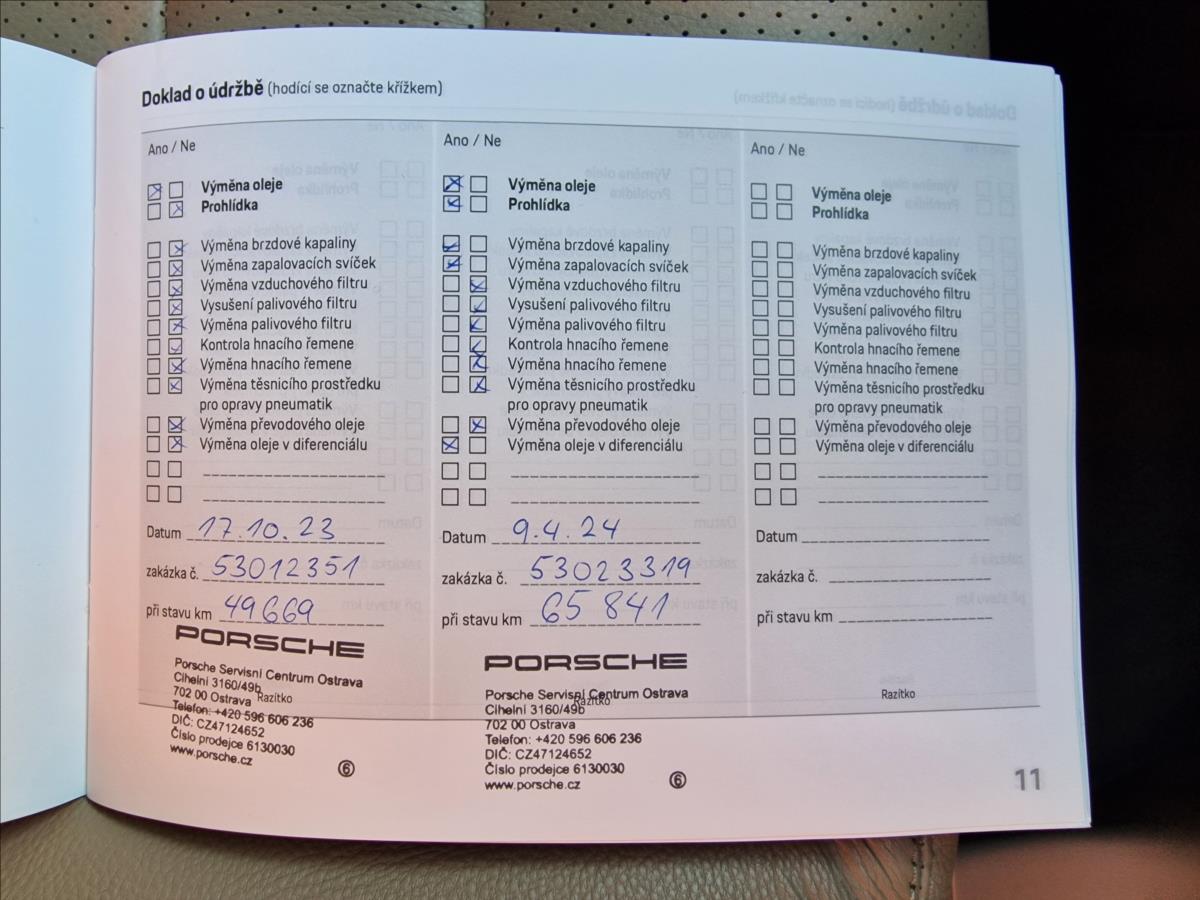 Doklad o údržbě (hodící se označte křížkem)
Ano / Ne
Výměna oleje
Prohlídka
Výměna brzdové kapaliny
Výměna zapalovacích svíček
Výměna vzduchového filtru
Vysušení palivového filtru
Výměna palivového filtru
Kontrola hnacího řemene
Výměna hnacího řemene
Výměna těsnicího prostředku
pro opravy pneumatik
Výměna převodového oleje
Výměna oleje v diferenciálu
Datum 17.10.23
zakázka č. 53012351
při stavu km 49669
PORSCHE
Porsche Servisní Centrum Ostrava
Cihelní 3160/49b
702 00 Ostrava
Razítko
Telefon: +420 596 606 236
DIČ: CZ47124652
Číslo prodejce 6130030
www.porsche.cz
6
Ano / Ne
Výměna oleje
Prohlídka
Výměna brzdové kapaliny
Výměna zapalovacích svíček
Výměna vzduchového filtru
Vysušení palivového filtru
Výměna palivového filtru
Kontrola hnacího řemene
Výměna hnacího řemene
Výměna těsnicího prostředku
pro opravy pneumatik
Výměna převodového oleje
Výměna oleje v diferenciálu
Datum 9.4.24
zakázka č. 53023319
při stavu km 65 841
PORSCHE
Porsche Servisní Centrum Ostrava
Razítko
Cihelní 3160/49b
702 00 Ostrava
Telefon: +420 596 606 236
DIČ: CZ47124652
Číslo prodejce 6130030
www.porsche.cz
6
Ano / Ne
Výměna oleje
Prohlídka
Výměna brzdové kapaliny
Výměna zapalovacích svíček
Výměna vzduchového filtru
Vysušení palivového filtru
Výměna palivového filtru
Kontrola hnacího řemene
Výměna hnacího řemene
Výměna těsnicího prostředku
pro opravy pneumatik
Výměna převodového oleje
Výměna oleje v diferenciálu
Datum
zakázka č.
při stavu km
Razítko
11